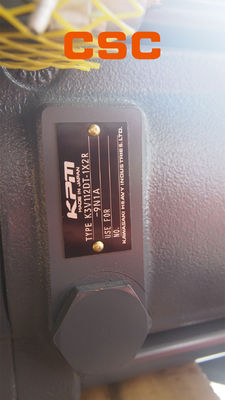 CSC
KPM
MADE IN JAPAN
TYPE K3V112DT-1X2R
-9N1A
USE FOR
NO.
KAWASAKI HEAVY INDUSTRIES, LTD.